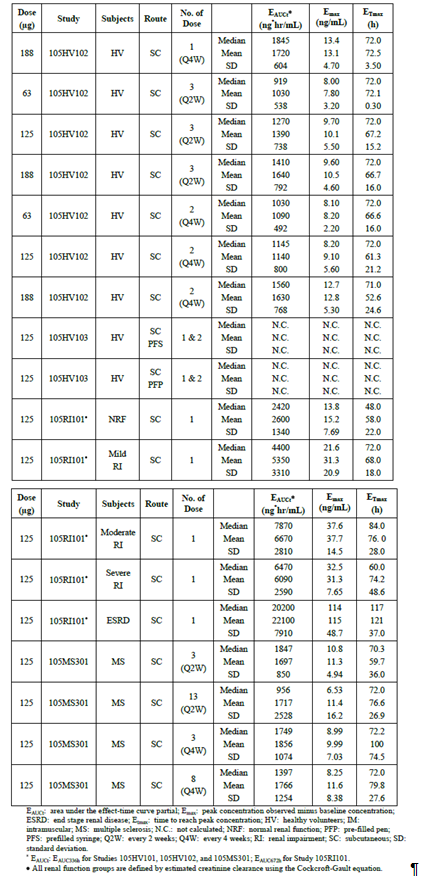 Dose (µg) Study Subjects Route No. of Dose E_AUCt* (ng*hr/mL) E_max (ng/mL) E_Tmax (h)
188 105HV102 HV SC 1 (Q4W) Median 1845 13.4 72.0
Mean 1720 13.1 72.5
SD 604 4.70 3.50
63 105HV102 HV SC 3 (Q2W) Median 919 8.00 72.0
Mean 1030 7.80 72.1
SD 538 3.20 0.30
125 105HV102 HV SC 3 (Q2W) Median 1270 9.70 72.0
Mean 1390 10.1 67.2
SD 738 5.50 15.2
188 105HV102 HV SC 3 (Q2W) Median 1410 9.60 72.0
Mean 1640 10.5 66.7
SD 792 4.60 16.0
63 105HV102 HV SC 2 (Q4W) Median 1030 8.10 72.0
Mean 1090 8.20 66.6
SD 492 2.20 16.0
125 105HV102 HV SC 2 (Q4W) Median 1145 8.20 72.0
Mean 1140 9.10 61.3
SD 800 5.60 21.2
188 105HV102 HV SC 2 (Q4W) Median 1560 12.7 71.0
Mean 1630 12.8 52.6
SD 768 5.30 24.6
125 105HV103 HV SC PFS 1 & 2 Median N.C. N.C. N.C.
Mean N.C. N.C. N.C.
SD N.C. N.C. N.C.
125 105HV103 HV SC PFP 1 & 2 Median N.C. N.C. N.C.
Mean N.C. N.C. N.C.
SD N.C. N.C. N.C.
125 105RI101• NRF SC 1 Median 2420 13.8 48.0
Mean 2600 15.2 58.0
SD 1340 7.69 22.0
125 105RI101• Mild RI SC 1 Median 4400 21.6 72.0
Mean 5350 31.3 68.0
SD 3310 20.9 18.0
Dose (µg) Study Subjects Route No. of Dose E_AUCt* (ng*hr/mL) E_max (ng/mL) E_Tmax (h)
125 105RI101• Moderate RI SC 1 Median 7870 37.6 84.0
Mean 6670 37.7 76. 0
SD 2810 14.5 28.0
125 105RI101• Severe RI SC 1 Median 6470 32.5 60.0
Mean 6090 31.3 74.2
SD 2590 7.65 48.6
125 105RI101• ESRD SC 1 Median 20200 114 117
Mean 22100 115 121
SD 7910 48.7 37.0
125 105MS301 MS SC 3 (Q2W) Median 1847 10.8 70.3
Mean 1697 11.3 59.7
SD 850 4.94 36.0
125 105MS301 MS SC 13 (Q2W) Median 956 6.53 72.0
Mean 1717 11.4 76.6
SD 2528 16.2 26.9
125 105MS301 MS SC 3 (Q4W) Median 1749 8.99 72.2
Mean 1856 9.99 100
SD 1074 7.03 74.5
125 105MS301 MS SC 8 (Q4W) Median 1397 8.25 72.0
Mean 1766 11.6 79.8
SD 1254 8.38 27.6
E_AUCt: area under the effect-time curve partial; E_max: peak concentration observed minus baseline concentration;
ESRD: end stage renal disease; E_max: time to reach peak concentration; HV: healthy volunteers; IM:
intramuscular; MS: multiple sclerosis; N.C.: not calculated; NRF: normal renal function; PFP: pre-filled pen;
PFS: prefilled syringe; Q2W: every 2 weeks; Q4W: every 4 weeks; RI: renal impairment; SC: subcutaneous; SD:
standard deviation.
* E_AUCt: E_AUC336h for Studies 105HV101, 105HV102, and 105MS301; E_AUC672h for Study 105RI101.
• All renal function groups are defined by estimated creatinine clearance using the Cockcroft-Gault equation. ¶